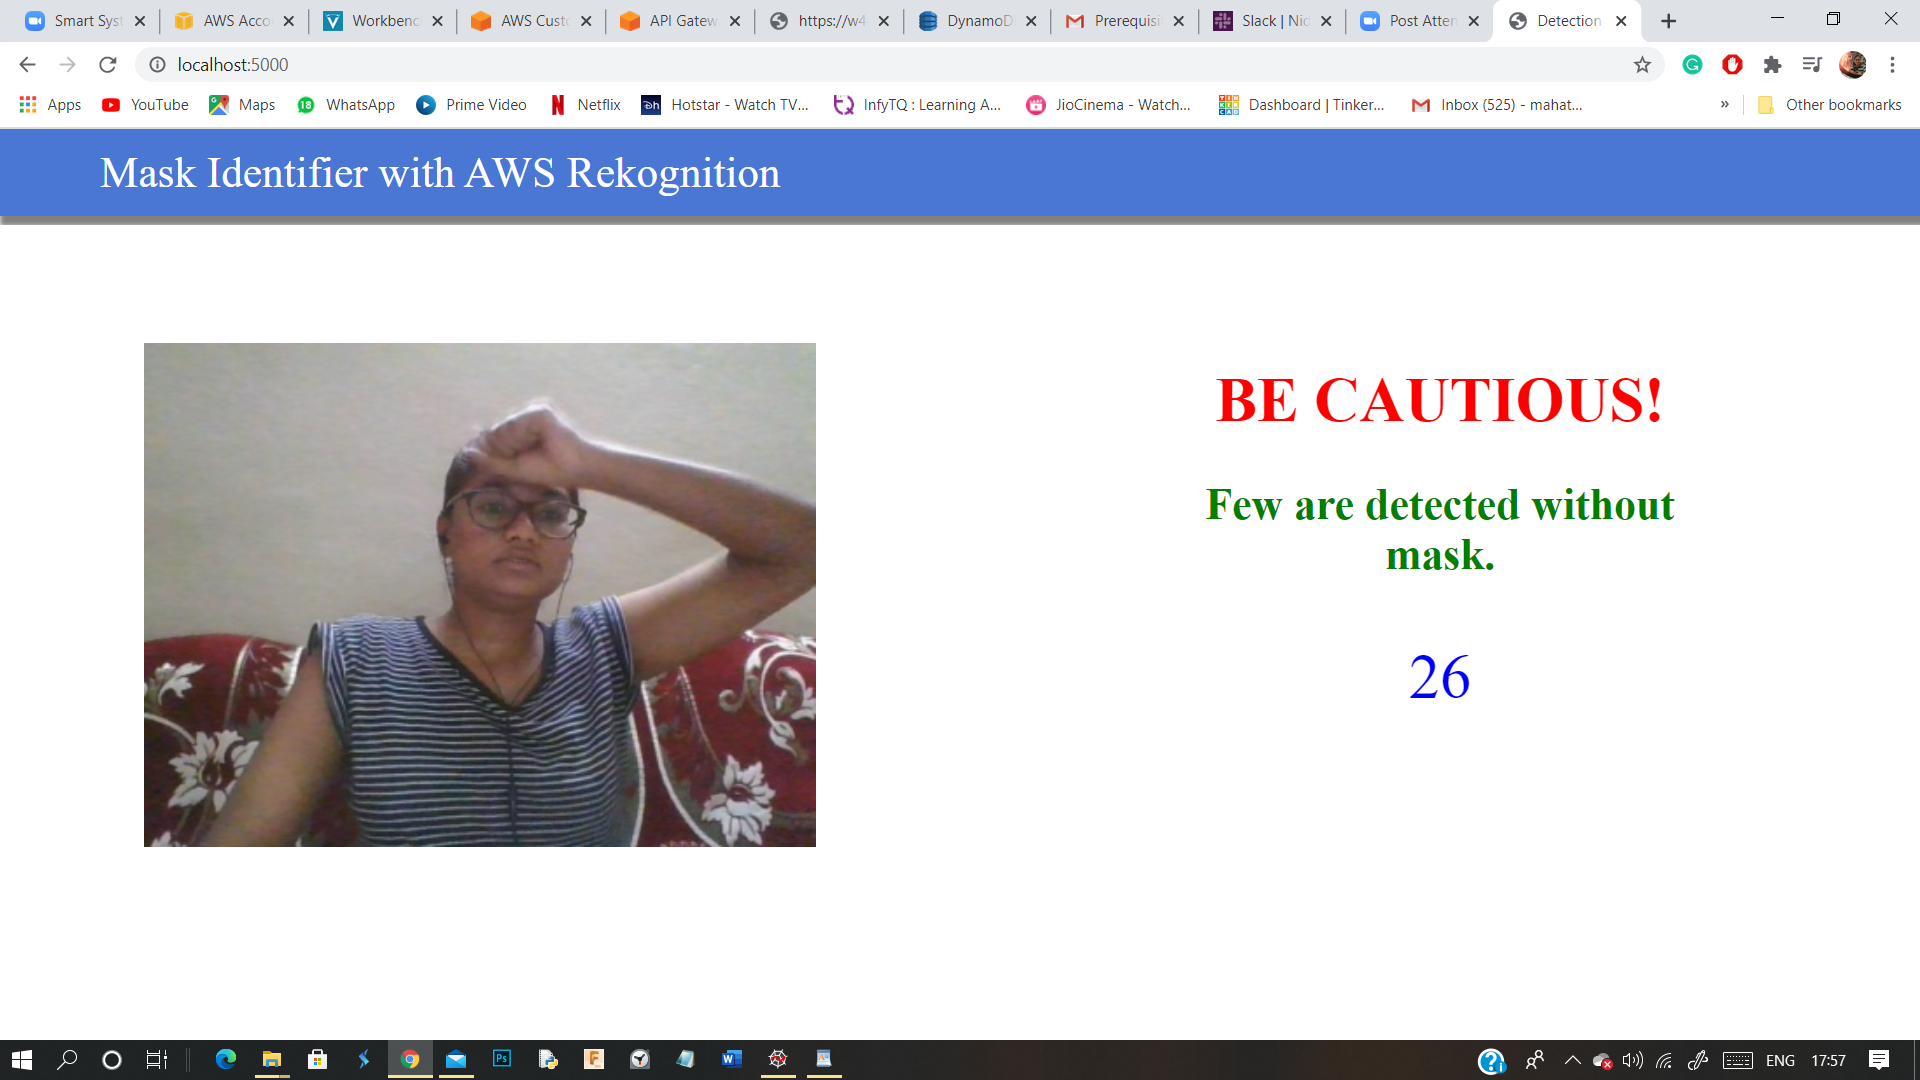 Smart Syst
AWS Acco
Workbenc
AWS Custo
API Gatew
https://w4
DynamoD
Prerequisi
Slack | Nic
Post Atten
Detection
localhost:5000
Apps
YouTube
Maps
18
WhatsApp
Prime Video
Netflix
Hotstar - Watch TV...
InfyTQ : Learning A...
JioCinema - Watch...
Dashboard | Tinker...
Inbox (525) - mahat...
»
Other bookmarks
Mask Identifier with AWS Rekognition
BE CAUTIOUS!
Few are detected without
mask.
26
ENG
17:57